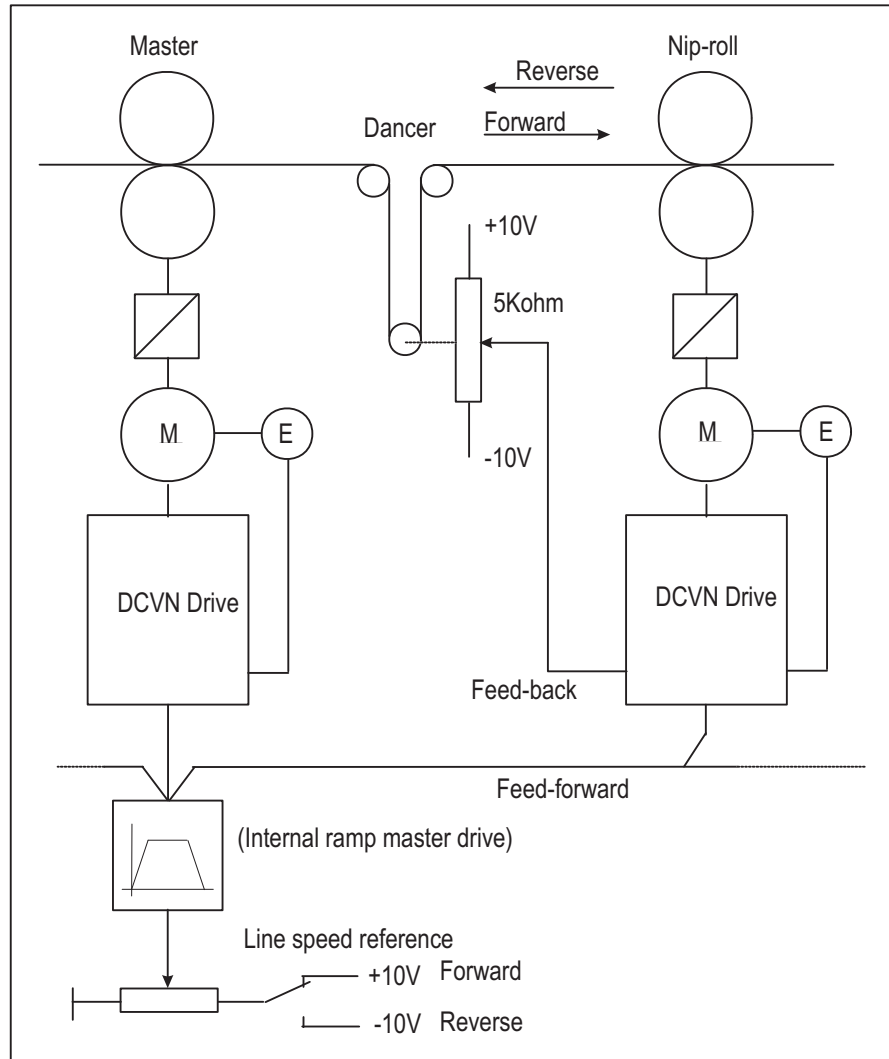 Master
Nip-roll
Reverse
Dancer
Forward
+10V
5Kohm
M
E
M
E
-10V
DCVN Drive
DCVN Drive
Feed-back
Feed-forward
(Internal ramp master drive)
Line speed reference
+10V Forward
-10V Reverse